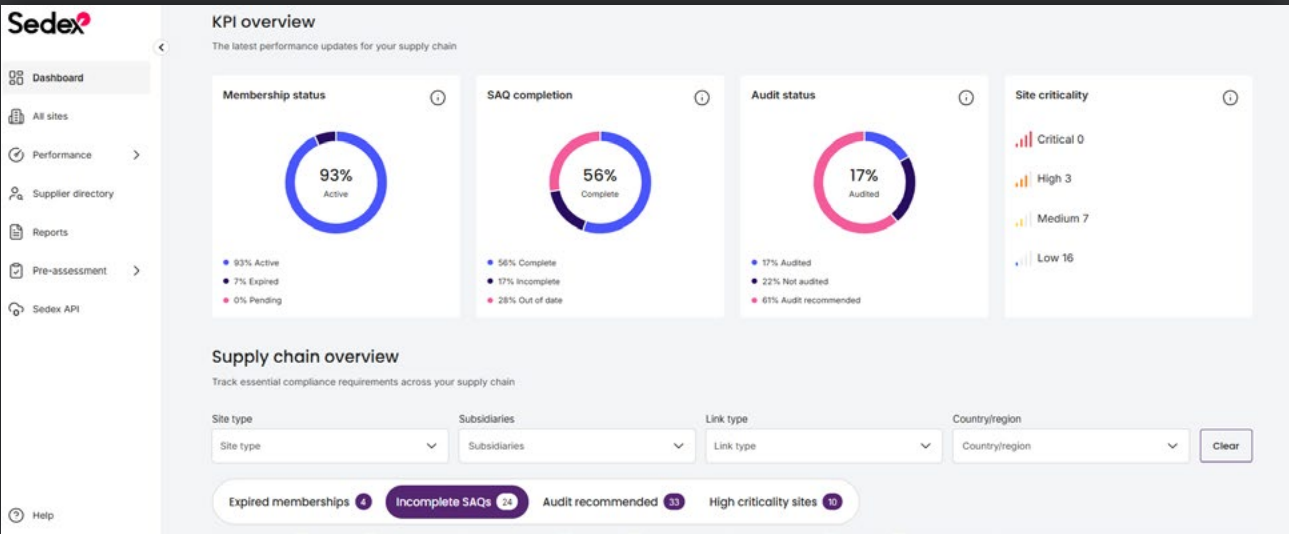 Sedex
KPI overview
The latest performance updates for your supply chain
Dashboard
All sites
Performance
Supplier directory
Reports
Pre-assessment
Sedex API
Help
Membership status
93%
Active
93% Active
7% Expired
0% Pending
SAQ completion
56%
Complete
56% Complete
17% Incomplete
28% Out of date
Audit status
17%
Audited
17% Audited
22% Not audited
61% Audit recommended
Site criticality
Critical 0
High 3
Medium 7
Low 16
Supply chain overview
Track essential compliance requirements across your supply chain
Site type
Subsidiaries
Link type
Country/region
Site type
Subsidiaries
Link type
Country/region
Clear
Expired memberships 4
Incomplete SAQs 24
Audit recommended 33
High criticality sites 10